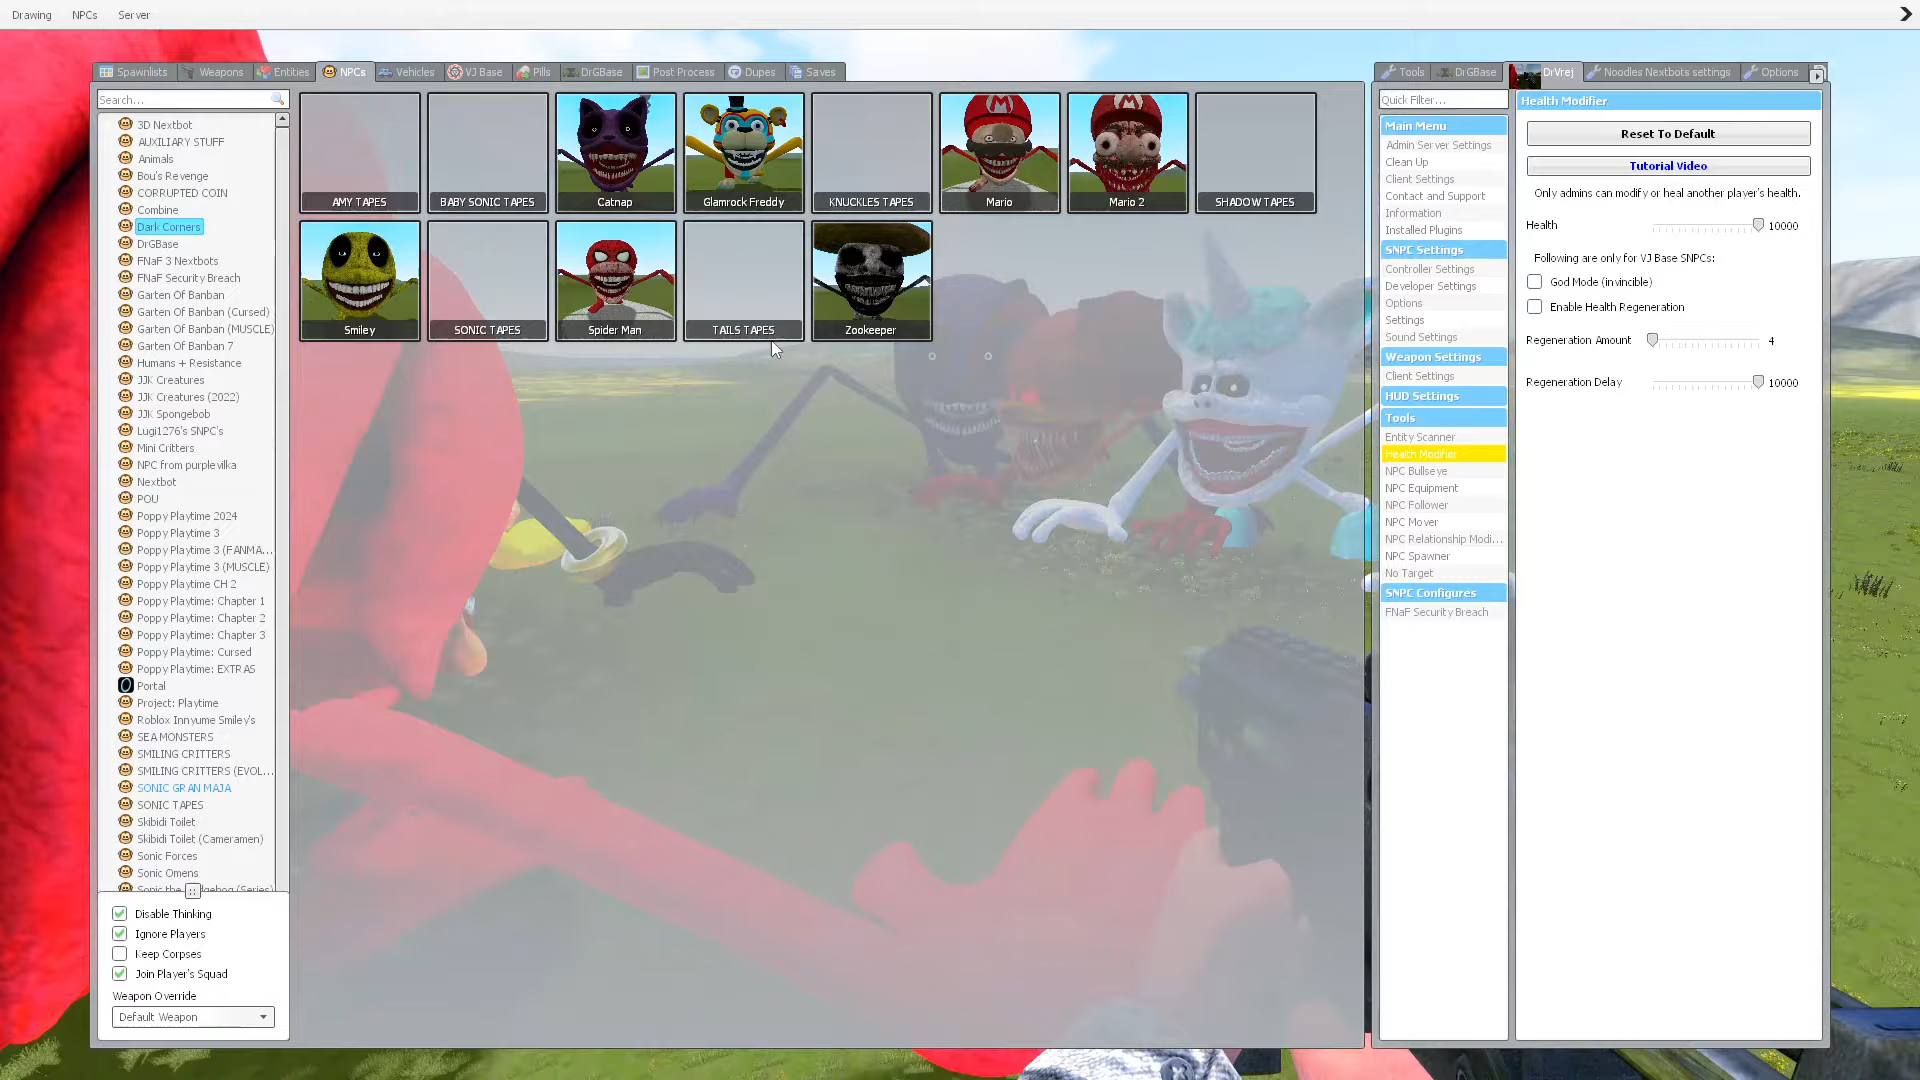 Drawing NPCs Server
Spawnlists Weapons Entities NPCs Vehicles VJ Base Pills DrGBase Post Process Dupes Saves
Search...
3D Nextbot
AUXILIARY STUFF
Animals
Bou's Revenge
CORRUPTED COIN
Combine
Dark Corners
DrGBase
FNaF 3 Nextbots
FNaF Security Breach
Garten Of Banban
Garten Of Banban (Cursed)
Garten Of Banban (MUSCLE)
Garten Of Banban 7
Humans + Resistance
JJK Creatures
JJK Creatures (2022)
JJK Spongebob
Lugi1276's SNPC's
Mini Critters
NPC from purplevilka
Nextbot
POU
Poppy Playtime 2024
Poppy Playtime 3
Poppy Playtime 3 (FANMA...
Poppy Playtime 3 (MUSCLE)
Poppy Playtime CH 2
Poppy Playtime: Chapter 1
Poppy Playtime: Chapter 2
Poppy Playtime: Chapter 3
Poppy Playtime: Cursed
Poppy Playtime: EXTRAS
Portal
Project: Playtime
Roblox Innyume Smiley's
SEA MONSTERS
SMILING CRITTERS
SMILING CRITTERS (EVOL...
SONIC GRAN MAJA
SONIC TAPES
Skibidi Toilet
Skibidi Toilet (Cameramen)
Sonic Forces
Sonic Omens
Disable Thinking
Ignore Players
Keep Corpses
Join Player's Squad
Weapon Override
Default Weapon
AMY TAPES BABY SONIC TAPES Catnap Glamrock Freddy KNUCKLES TAPES Mario Mario 2 SHADOW TAPES
Smiley SONIC TAPES Spider Man TAILS TAPES Zookeeper
Tools DrGBase DrVrej Noodles Nextbots settings Options
Quick Filter...
Main Menu
Admin Server Settings
Clean Up
Client Settings
Contact and Support
Information
Installed Plugins
SNPC Settings
Controller Settings
Developer Settings
Options
Settings
Sound Settings
Weapon Settings
Client Settings
HUD Settings
Tools
Entity Scanner
Health Modifier
NPC Bullseye
NPC Equipment
NPC Follower
NPC Mover
NPC Relationship Modi...
NPC Spawner
No Target
SNPC Configures
FNaF Security Breach
Health Modifier
Reset To Default
Tutorial Video
Only admins can modify or heal another player's health.
Health 10000
Following are only for VJ Base SNPCs:
God Mode (invincible)
Enable Health Regeneration
Regeneration Amount 4
Regeneration Delay 10000